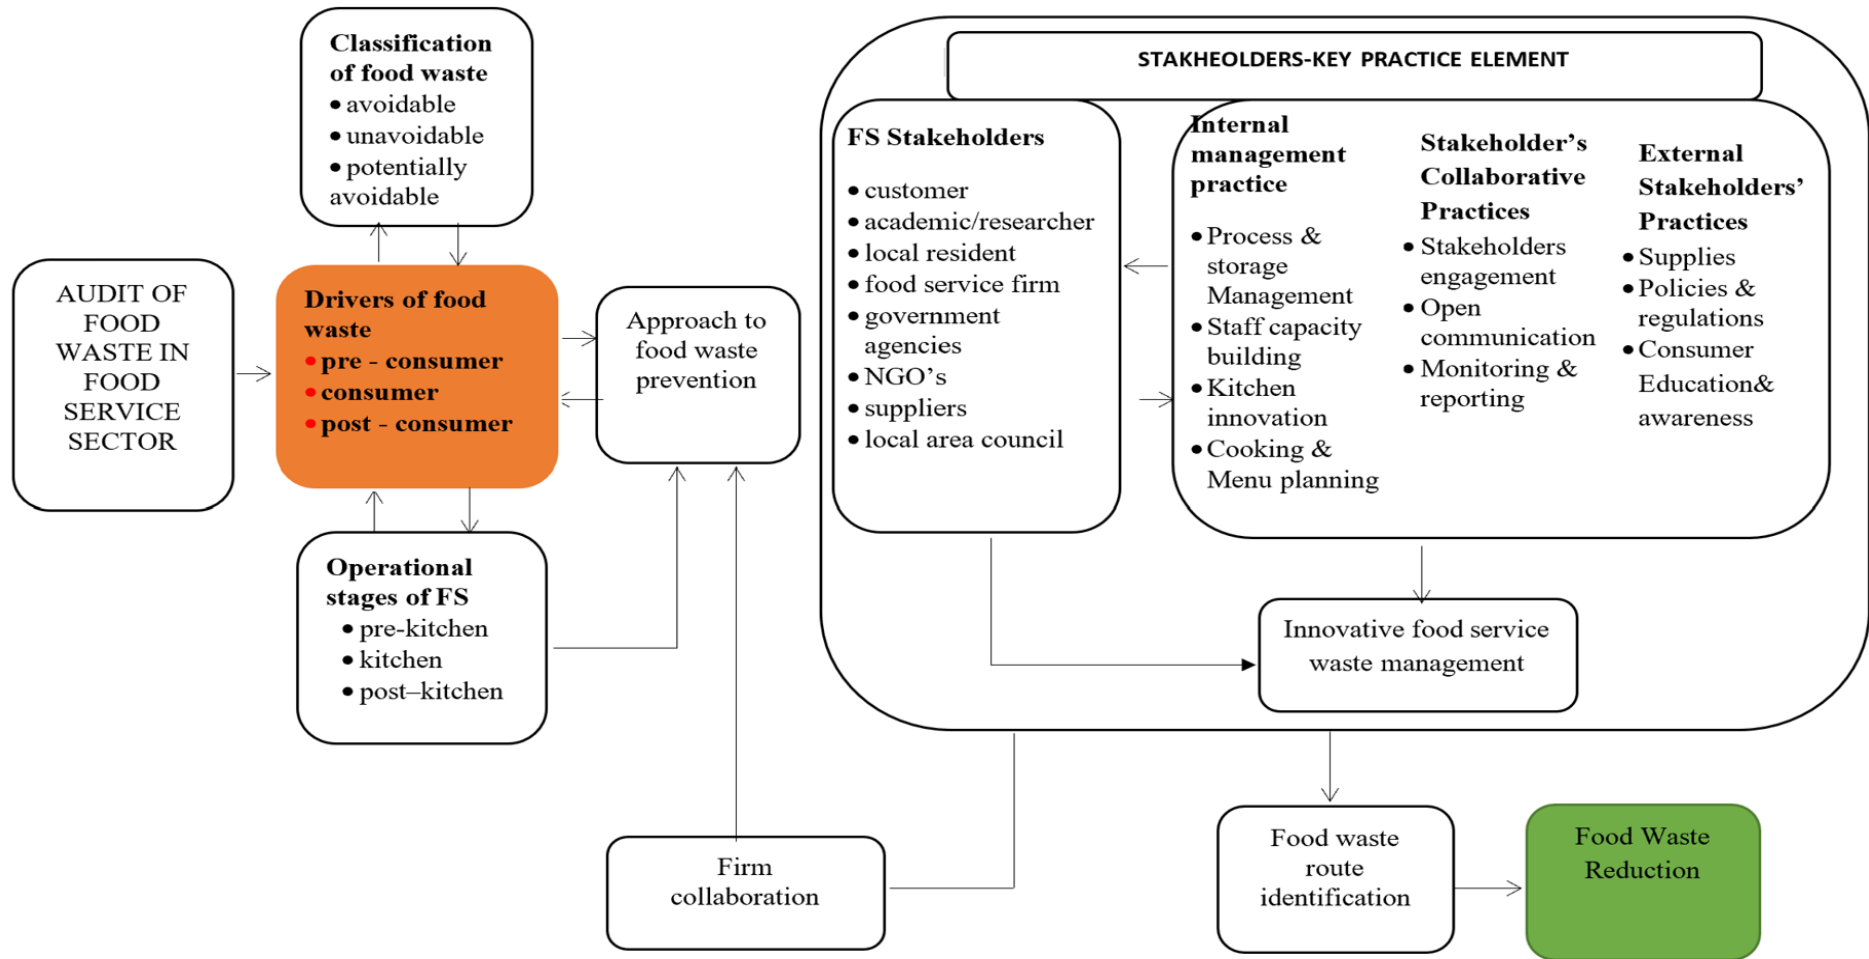 Classification
of food waste
• avoidable
• unavoidable
• potentially
avoidable
AUDIT OF
FOOD
WASTE IN
FOOD
SERVICE
SECTOR
Drivers of food
waste
• pre - consumer
• consumer
• post - consumer
Approach to
food waste
prevention
Operational
stages of FS
• pre-kitchen
• kitchen
• post–kitchen
STAKHEOLDERS-KEY PRACTICE ELEMENT
FS Stakeholders
• customer
• academic/researcher
• local resident
• food service firm
• government
agencies
• NGO’s
• suppliers
• local area council
Internal
management
practice
• Process &
storage
Management
• Staff capacity
building
• Kitchen
innovation
• Cooking &
Menu planning
Stakeholder’s
Collaborative
Practices
• Stakeholders
engagement
• Open
communication
• Monitoring &
reporting
External
Stakeholders’
Practices
• Supplies
• Policies &
regulations
• Consumer
Education&
awareness
Innovative food service
waste management
Firm
collaboration
Food waste
route
identification
Food Waste
Reduction